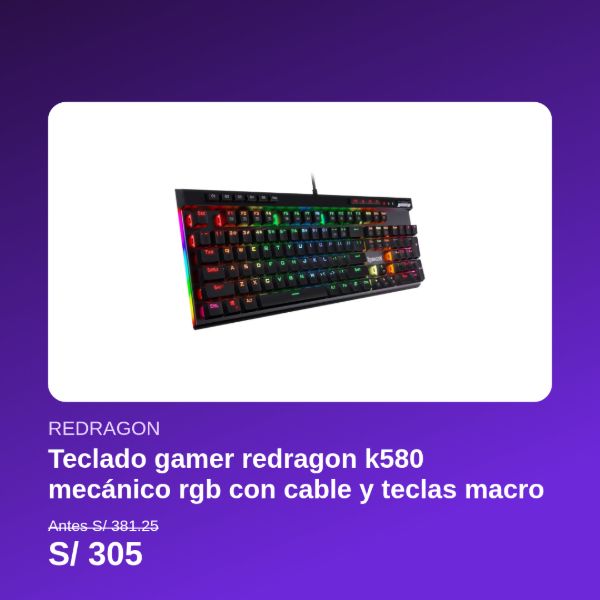 REDRAGON
Teclado gamer redragon k580
mecánico rgb con cable y teclas macro
Antes S/ 381.25
S/ 305